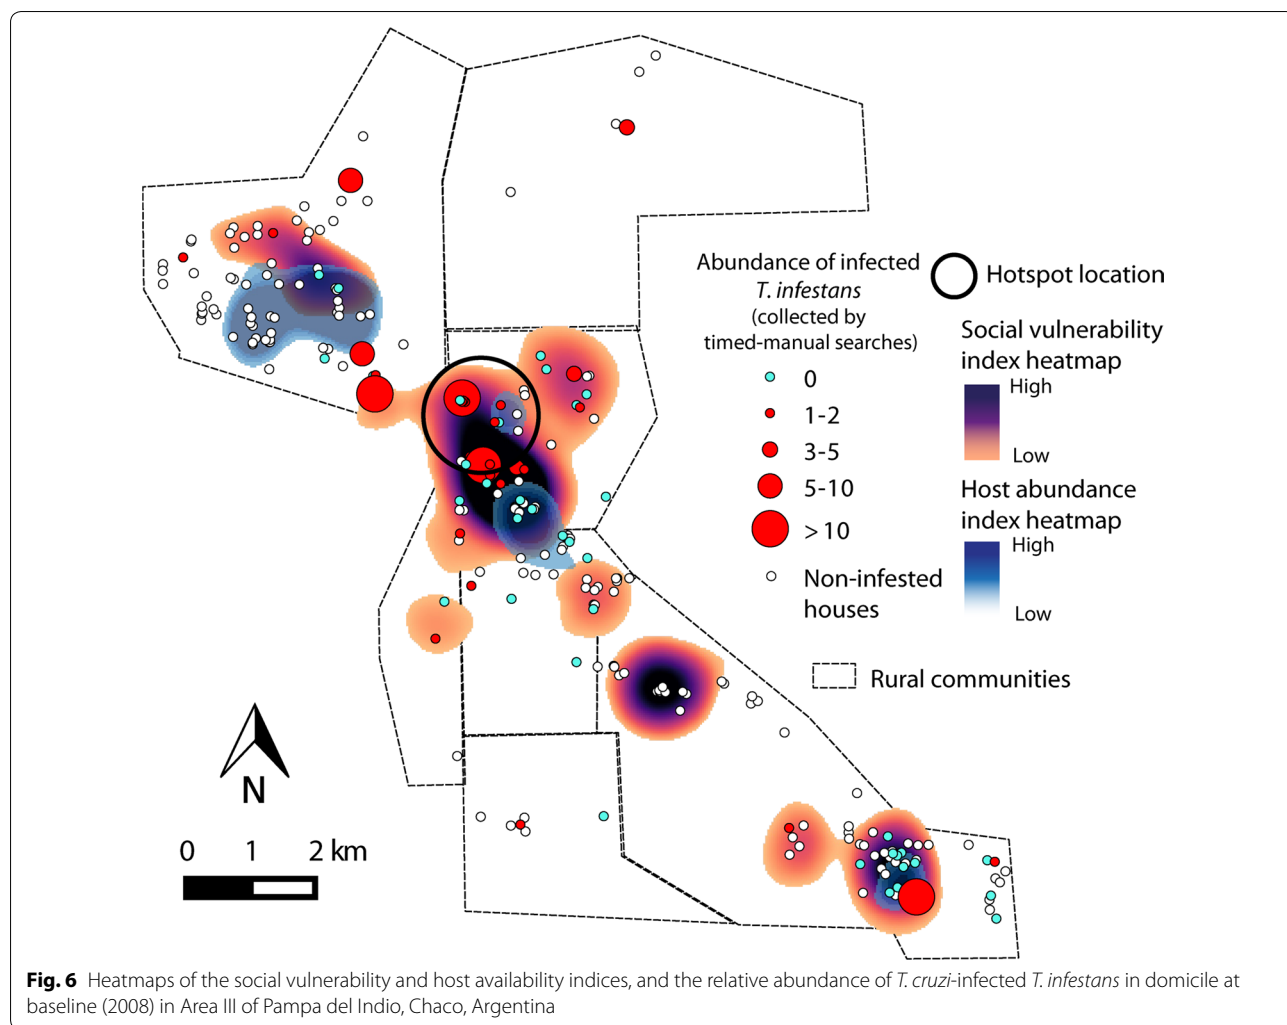 Abundance of infected
T. infestans
(collected by
timed-manual searches)
0
1-2
3-5
5-10
>10
Non-infested
houses
Hotspot location
Social vulnerability
index heatmap
High
Low
Host abundance
index heatmap
High
Low
Rural communities
N
0 1 2 km
Fig. 6 Heatmaps of the social vulnerability and host availability indices, and the relative abundance of T. cruzi-infected T. infestans in domicile at
baseline (2008) in Area III of Pampa del Indio, Chaco, Argentina